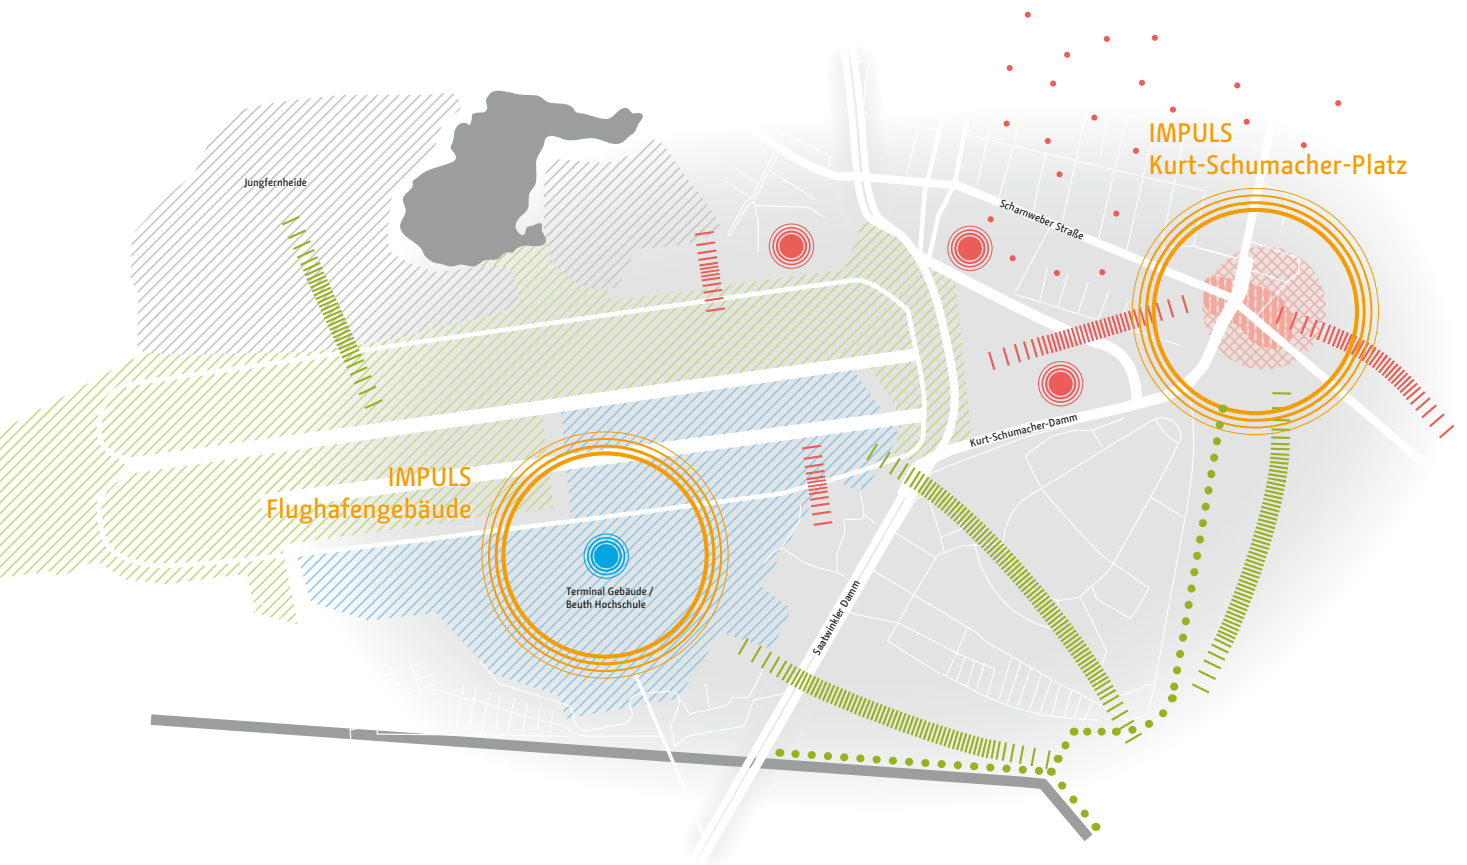 IMPULS
Kurt-Schumacher-Platz
Jungfernheide
Scharnweber Straße
Kurt-Schumacher-Damm
IMPULS
Flughafengebäude
Terminal Gebäude /
Beuth Hochschule
Saatwinkler Damm